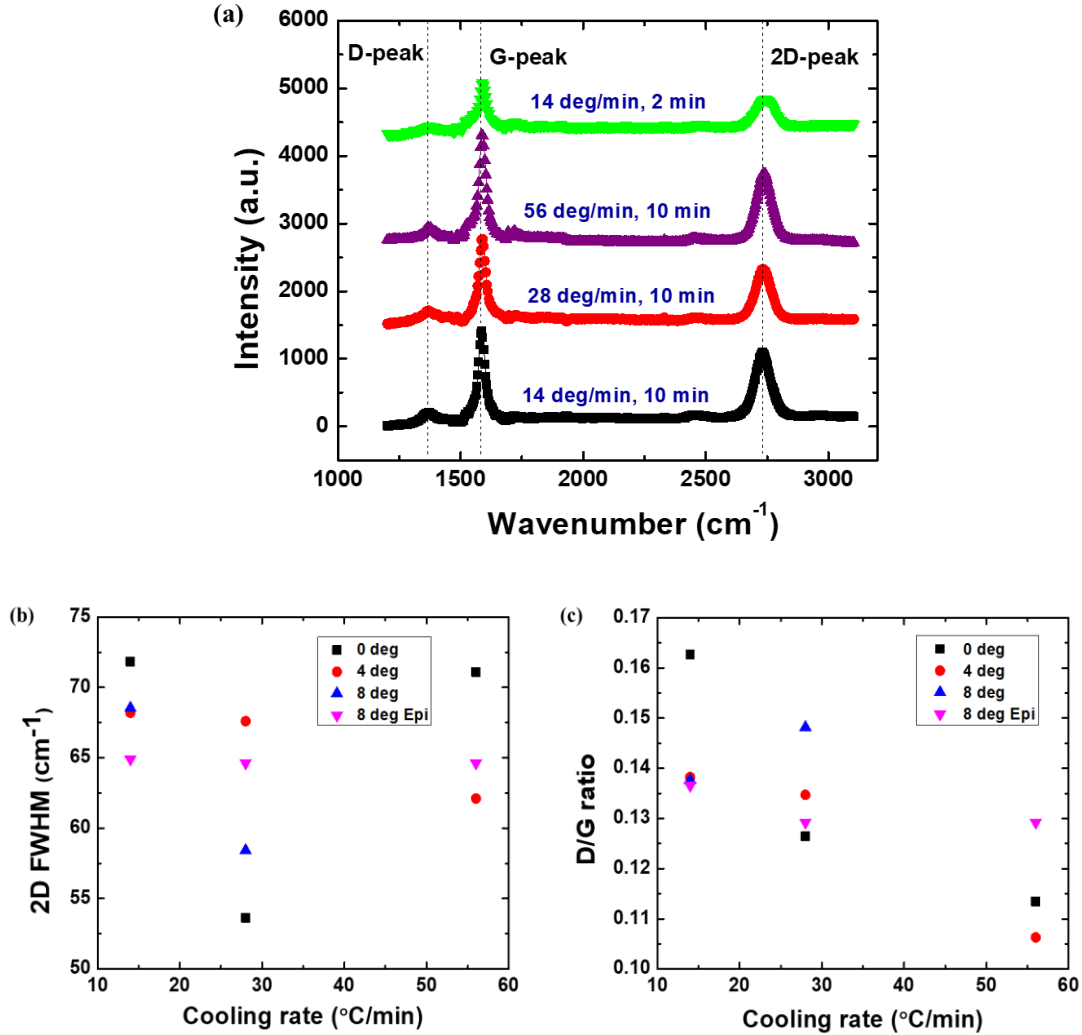 (a)
6000
5000
4000
3000
2000
1000
0
Intensity (a.u.)
D-peak
G-peak
2D-peak
14 deg/min, 2 min
56 deg/min, 10 min
28 deg/min, 10 min
14 deg/min, 10 min
1000 1500 2000 2500 3000
Wavenumber (cm⁻¹)
(b)
75
70
65
60
55
50
2D FWHM (cm⁻¹)
0 deg
4 deg
8 deg
8 deg Epi
10 20 30 40 50 60
Cooling rate (°C/min)
(c)
0.17
0.16
0.15
0.14
0.13
0.12
0.11
0.10
D/G ratio
0 deg
4 deg
8 deg
8 deg Epi
10 20 30 40 50 60
Cooling rate (°C/min)